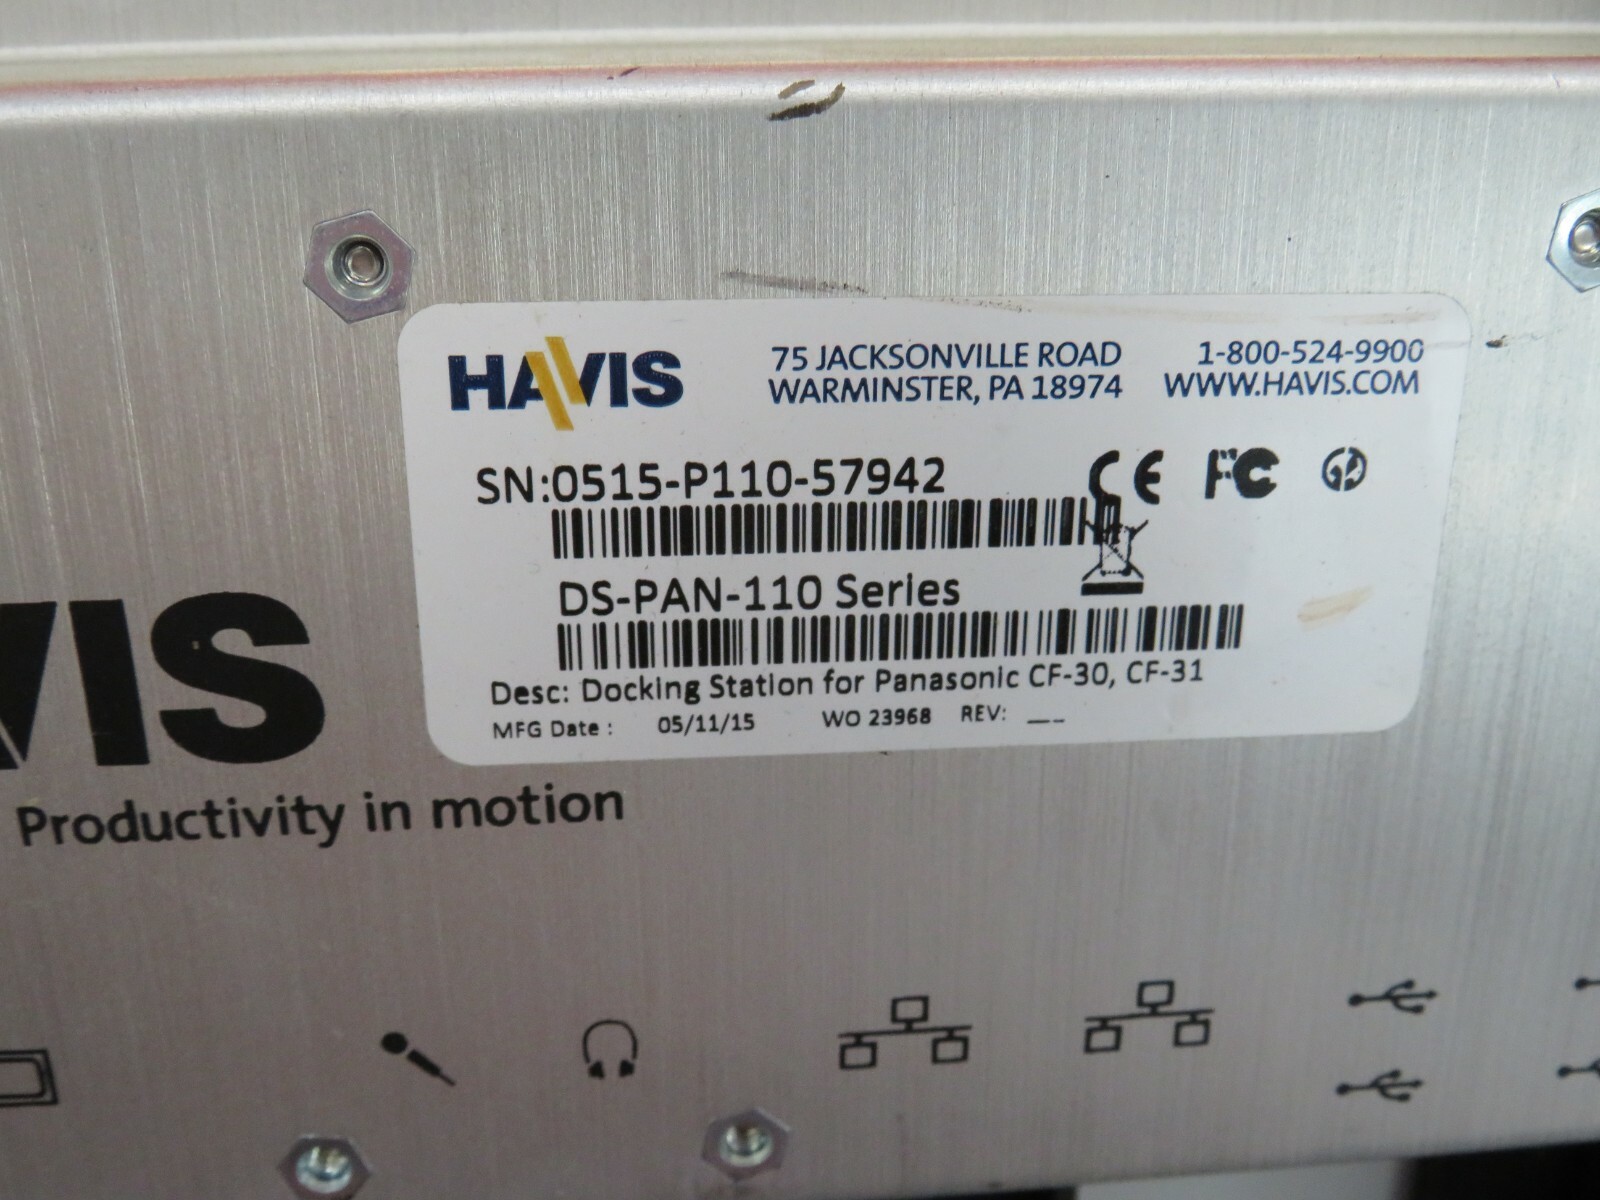 HAVIS
75 JACKSONVILLE ROAD
WARMINSTER, PA 18974
1-800-524-9900
WWW.HAVIS.COM
SN:0515-P110-57942
CE FC
DS-PAN-110 Series
Desc: Docking Station for Panasonic CF-30, CF-31
MFG Date : 05/11/15 WO 23968 REV: __
VIS
Productivity in motion